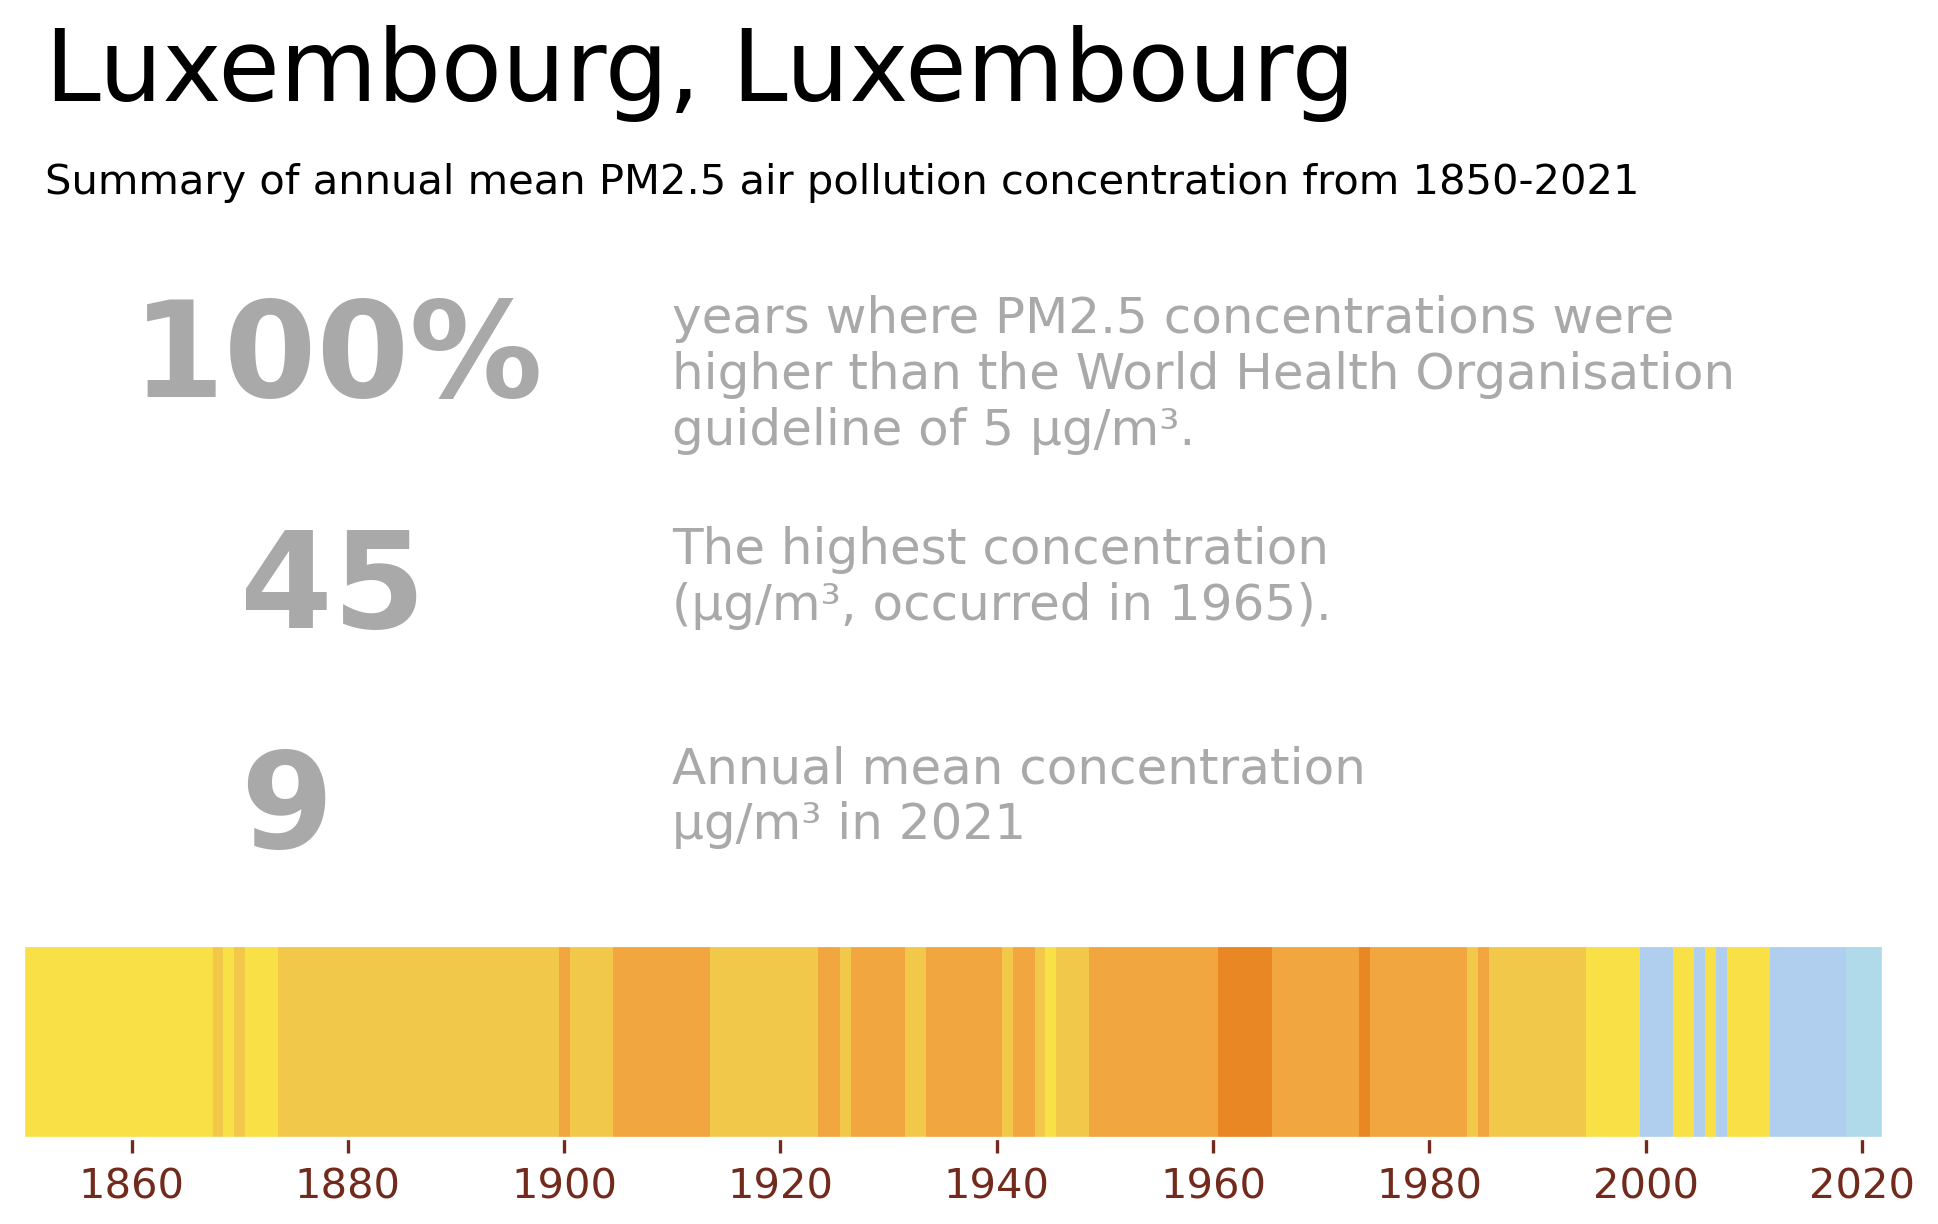 Luxembourg, Luxembourg
Summary of annual mean PM2.5 air pollution concentration from 1850-2021
100%
years where PM2.5 concentrations were
higher than the World Health Organisation
guideline of 5 µg/m³.
45
The highest concentration
(µg/m³, occurred in 1965).
9
Annual mean concentration
µg/m³ in 2021
1860 1880 1900 1920 1940 1960 1980 2000 2020